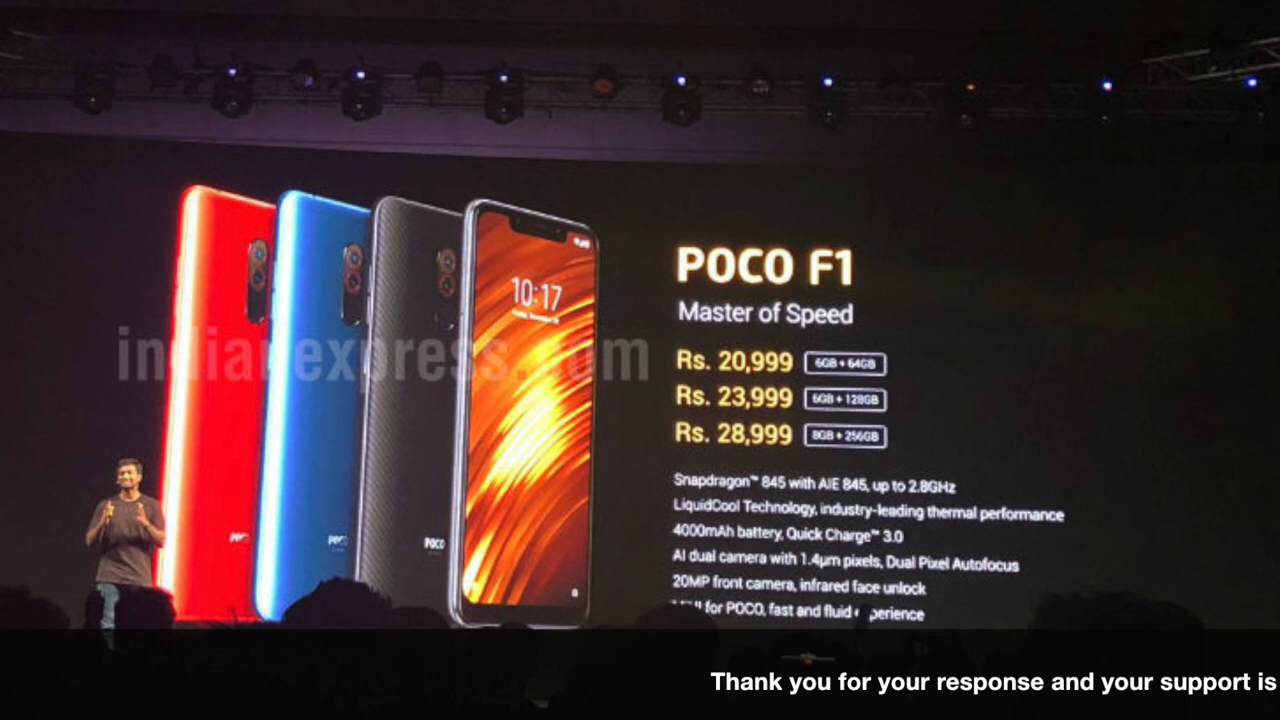 POCO F1
Master of Speed
Rs. 20,999 6GB + 64GB
Rs. 23,999 6GB + 128GB
Rs. 28,999 8GB + 256GB
Snapdragon™ 845 with AIE 845, up to 2.8GHz
LiquidCool Technology, industry-leading thermal performance
4000mAh battery, Quick Charge™ 3.0
AI dual camera with 1.4µm pixels, Dual Pixel Autofocus
20MP front camera, infrared face unlock
for POCO, fast and fluid
10:17
indianexpress.com
POCO
POCO
POCO
Thank you for your response and your support is